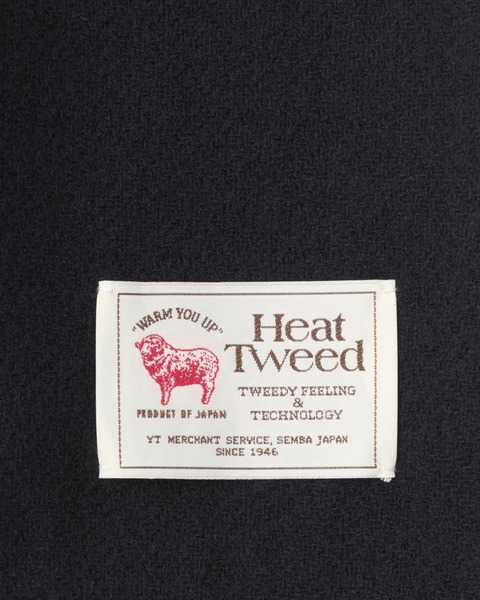 "WARM YOU UP"
PRODUCT OF JAPAN
Heat
Tweed
TWEEDY FEELING
&
TECHNOLOGY
YT MERCHANT SERVICE, SEMBA JAPAN
SINCE 1946